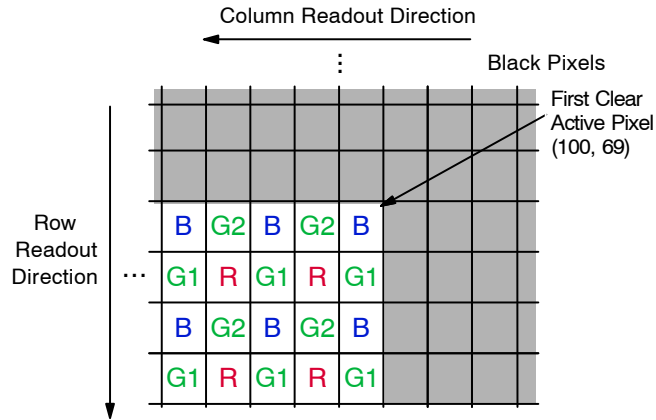 Column Readout Direction
⋮
Black Pixels
First Clear
Active Pixel
(100, 69)
Row
Readout
Direction
B G2 B G2 B
... G1 R G1 R G1
B G2 B G2 B
G1 R G1 R G1